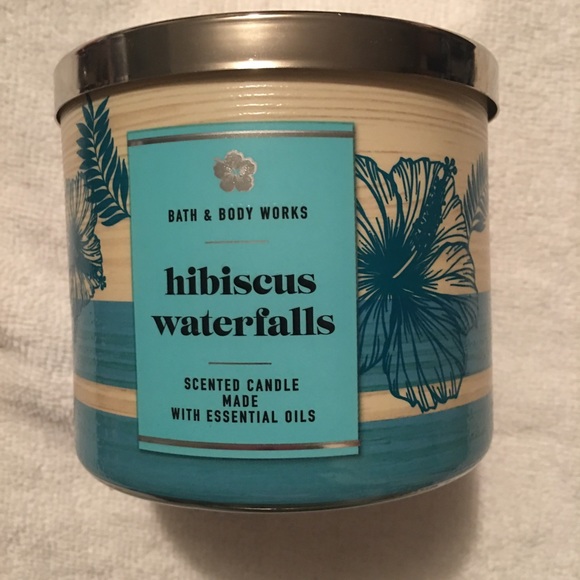 BATH & BODY WORKS
hibiscus
waterfalls
SCENTED CANDLE
MADE
WITH ESSENTIAL OILS